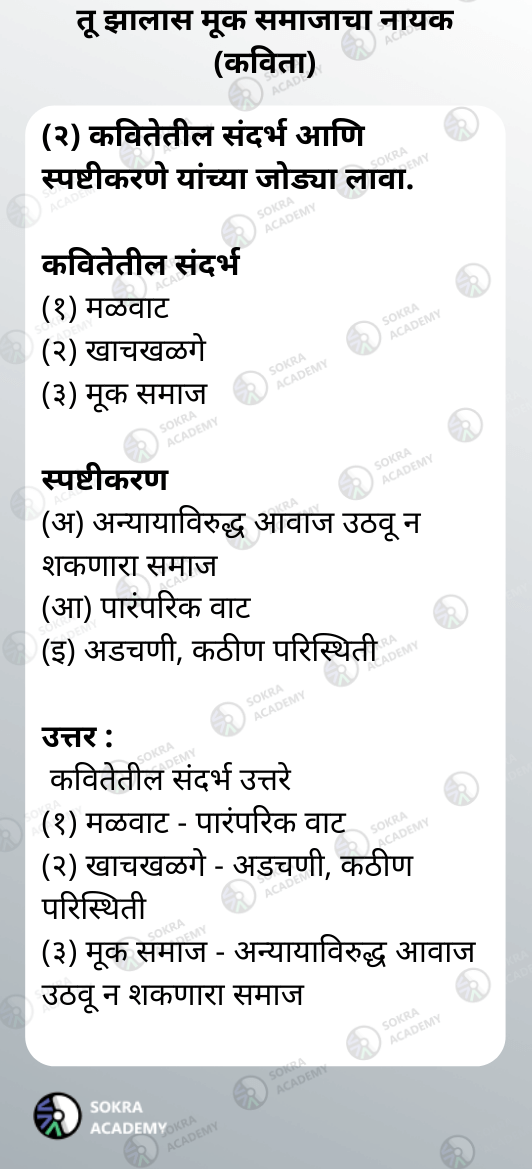 तू झालास मूक समाजाचा नायक
(कविता)
(२) कवितेतील संदर्भ आणि
स्पष्टीकरणे यांच्या जोड्या लावा.
कवितेतील संदर्भ
(१) मळवाट
(२) खाचखळगे
(३) मूक समाज
स्पष्टीकरण
(अ) अन्यायाविरुद्ध आवाज उठवू न
शकणारा समाज
(आ) पारंपरिक वाट
(इ) अडचणी, कठीण परिस्थिती
उत्तर :
कवितेतील संदर्भ उत्तरे
(१) मळवाट - पारंपरिक वाट
(२) खाचखळगे - अडचणी, कठीण
परिस्थिती
(३) मूक समाज - अन्यायाविरुद्ध आवाज
उठवू न शकणारा समाज
SOKRA
ACADEMY